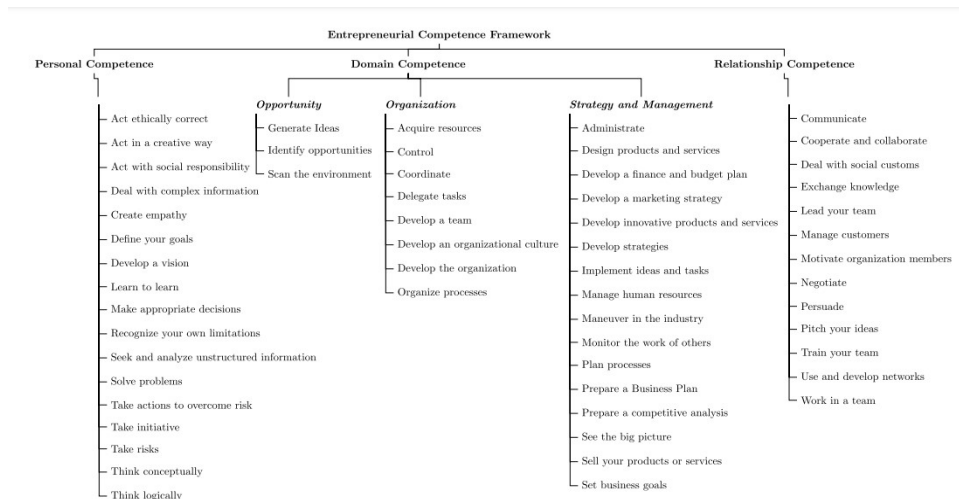 Entrepreneurial Competence Framework
Personal Competence
Act ethically correct
Act in a creative way
Act with social responsibility
Deal with complex information
Create empathy
Define your goals
Develop a vision
Learn to learn
Make appropriate decisions
Recognize your own limitations
Seek and analyze unstructured information
Solve problems
Take actions to overcome risk
Take initiative
Take risks
Think conceptually
Think logically
Domain Competence
Opportunity
Generate Ideas
Identify opportunities
Scan the environment
Organization
Acquire resources
Control
Coordinate
Delegate tasks
Develop a team
Develop an organizational culture
Develop the organization
Organize processes
Strategy and Management
Administrate
Design products and services
Develop a finance and budget plan
Develop a marketing strategy
Develop innovative products and services
Develop strategies
Implement ideas and tasks
Manage human resources
Maneuver in the industry
Monitor the work of others
Plan processes
Prepare a Business Plan
Prepare a competitive analysis
See the big picture
Sell your products or services
Set business goals
Relationship Competence
Communicate
Cooperate and collaborate
Deal with social customs
Exchange knowledge
Lead your team
Manage customers
Motivate organization members
Negotiate
Persuade
Pitch your ideas
Train your team
Use and develop networks
Work in a team